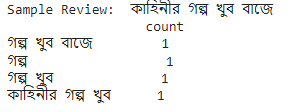 Sample Review: কাহিনীর গল্প খুব বাজে
count
গল্প খুব বাজে 1
গল্প 1
গল্প খুব 1
কাহিনীর গল্প খুব 1